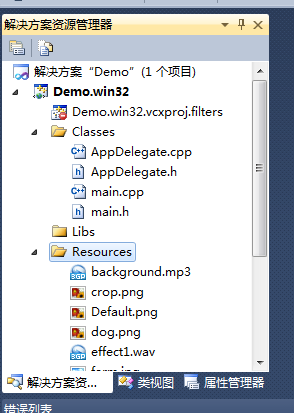 解决方案资源管理器
解决方案“Demo”(1 个项目)
Demo.win32
Demo.win32.vcxproj.filters
Classes
AppDelegate.cpp
AppDelegate.h
main.cpp
main.h
Libs
Resources
background.mp3
crop.png
Default.png
dog.png
effect1.wav
解决方案资... 类视图 属性管理器
错误列表